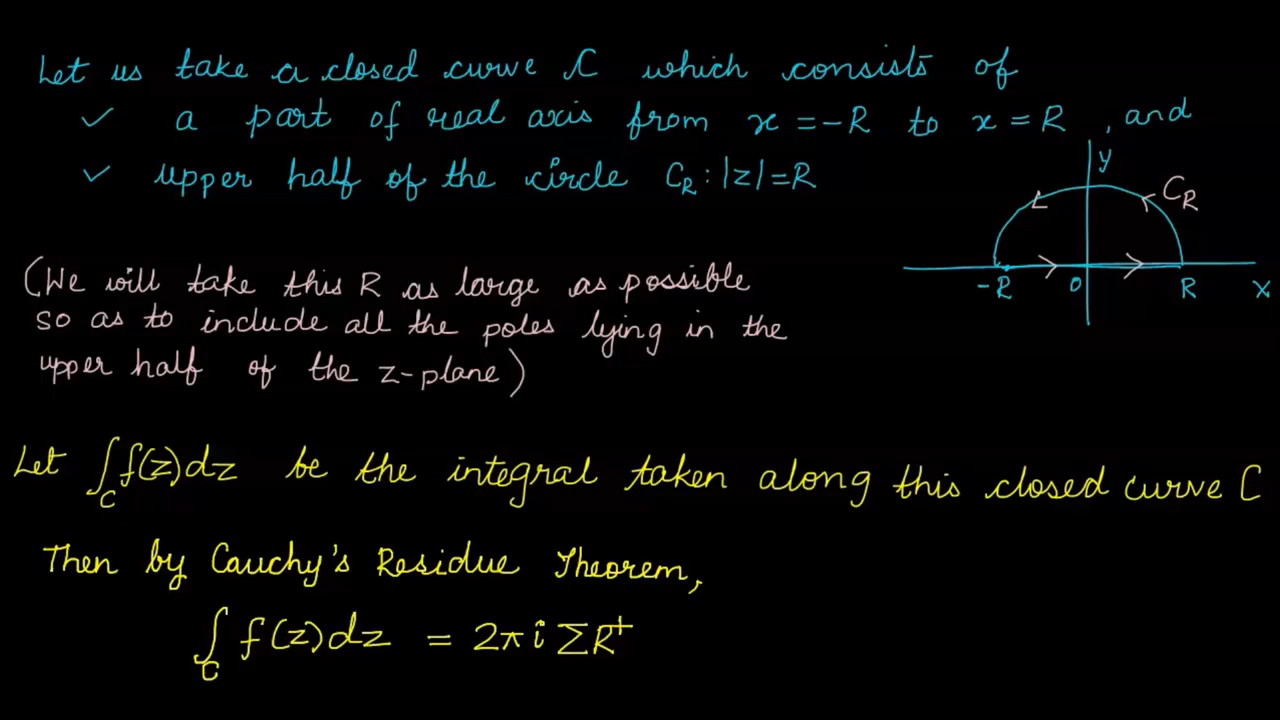 Let us take a closed curve C which consists of
✓ a part of real axis from x = -R to x = R , and
✓ upper half of the circle C_R : |z| = R
y
C_R
-R 0 R X
(We will take this R as large as possible
so as to include all the poles lying in the
upper half of the z-plane)
Let ∫_C f(z)dz be the integral taken along this closed curve C
Then by Cauchy's Residue Theorem,
∫_C f(z)dz = 2πi ΣR⁺